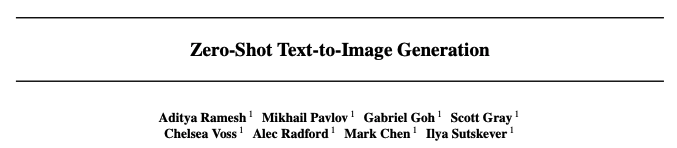 Zero-Shot Text-to-Image Generation
Aditya Ramesh 1 Mikhail Pavlov 1 Gabriel Goh 1 Scott Gray 1
Chelsea Voss 1 Alec Radford 1 Mark Chen 1 Ilya Sutskever 1